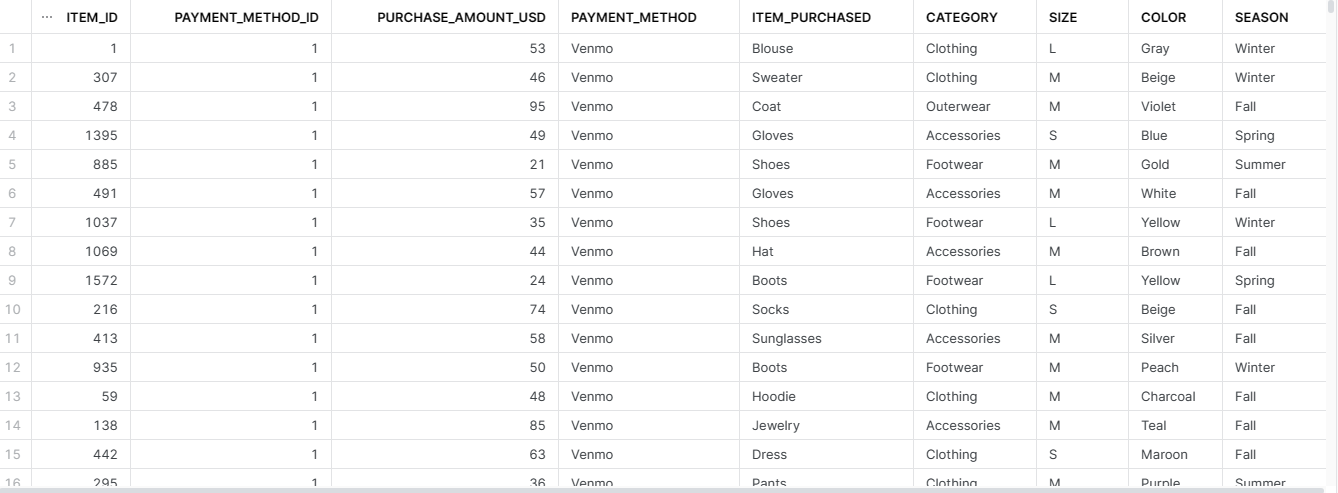 ··· ITEM_ID PAYMENT_METHOD_ID PURCHASE_AMOUNT_USD PAYMENT_METHOD ITEM_PURCHASED CATEGORY SIZE COLOR SEASON
1 1 1 53 Venmo Blouse Clothing L Gray Winter
2 307 1 46 Venmo Sweater Clothing M Beige Winter
3 478 1 95 Venmo Coat Outerwear M Violet Fall
4 1395 1 49 Venmo Gloves Accessories S Blue Spring
5 885 1 21 Venmo Shoes Footwear M Gold Summer
6 491 1 57 Venmo Gloves Accessories M White Fall
7 1037 1 35 Venmo Shoes Footwear L Yellow Winter
8 1069 1 44 Venmo Hat Accessories M Brown Fall
9 1572 1 24 Venmo Boots Footwear L Yellow Spring
10 216 1 74 Venmo Socks Clothing S Beige Fall
11 413 1 58 Venmo Sunglasses Accessories M Silver Fall
12 935 1 50 Venmo Boots Footwear M Peach Winter
13 59 1 48 Venmo Hoodie Clothing M Charcoal Fall
14 138 1 85 Venmo Jewelry Accessories M Teal Fall
15 442 1 63 Venmo Dress Clothing S Maroon Fall
16 295 1 36 Venmo Pants Clothing M Purple Summer